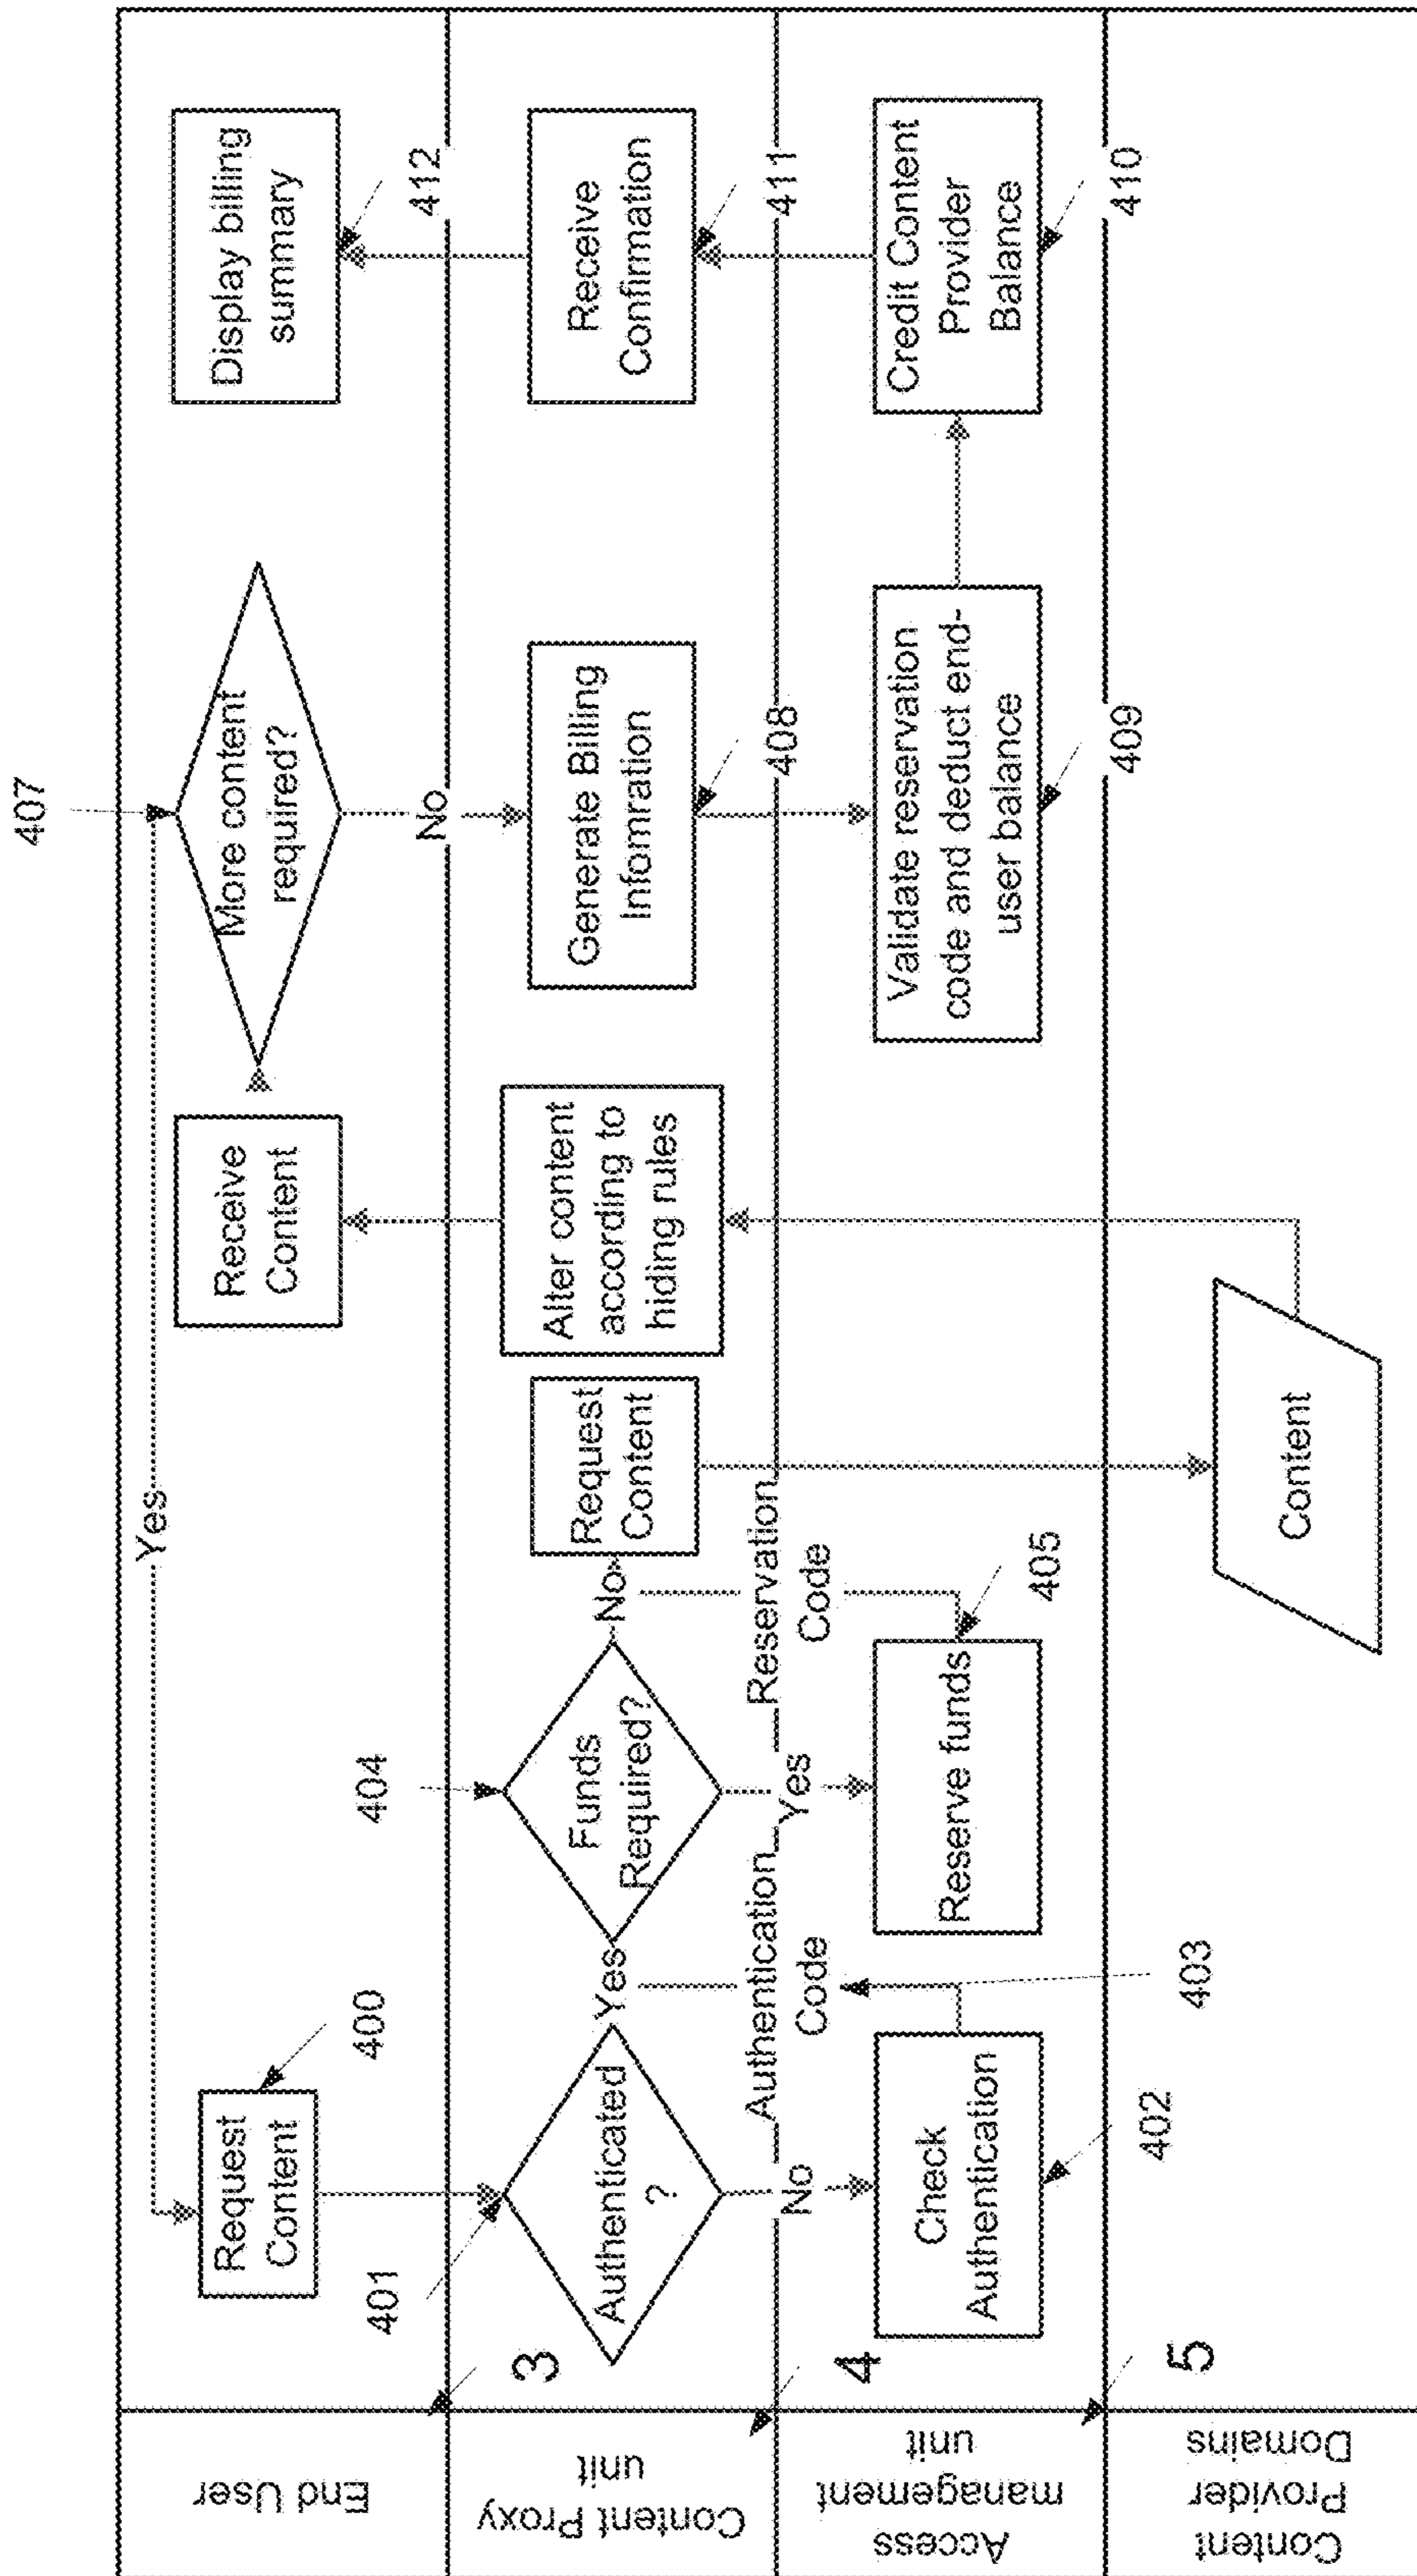 End User
Content Proxy
unit
Access
management
unit
Content
Provider
Domains
3
4
5
Request
Content
400
401
Authenticated
?
No
Check
Authentication
402
403
Authentication
Code
Yes
404
Funds
Required?
Yes
Reserve funds
405
Reservation
Code
No
Request
Content
Content
Alter content
according to
hiding rules
Receive
Content
Yes
407
More content
required?
No
Generate Billing
Infomration
408
Validate reservation
code and deduct end-
user balance
409
Credit Content
Provider
Balance
410
Receive
Confirmation
411
Display billing
summary
412